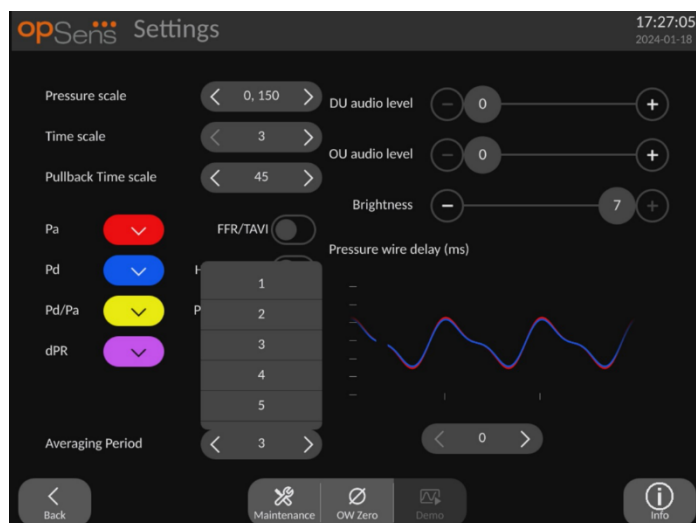 opSens Settings
17:27:05
2024-01-18
Pressure scale
0, 150
DU audio level
0
Time scale
3
OU audio level
0
Pullback Time scale
45
Brightness
7
Pa
FFR/TAVI
Pressure wire delay (ms)
Pd
H
1
Pd/Pa
P
2
dPR
3
4
5
Averaging Period
3
0
Back
Maintenance
OW Zero
Demo
Info